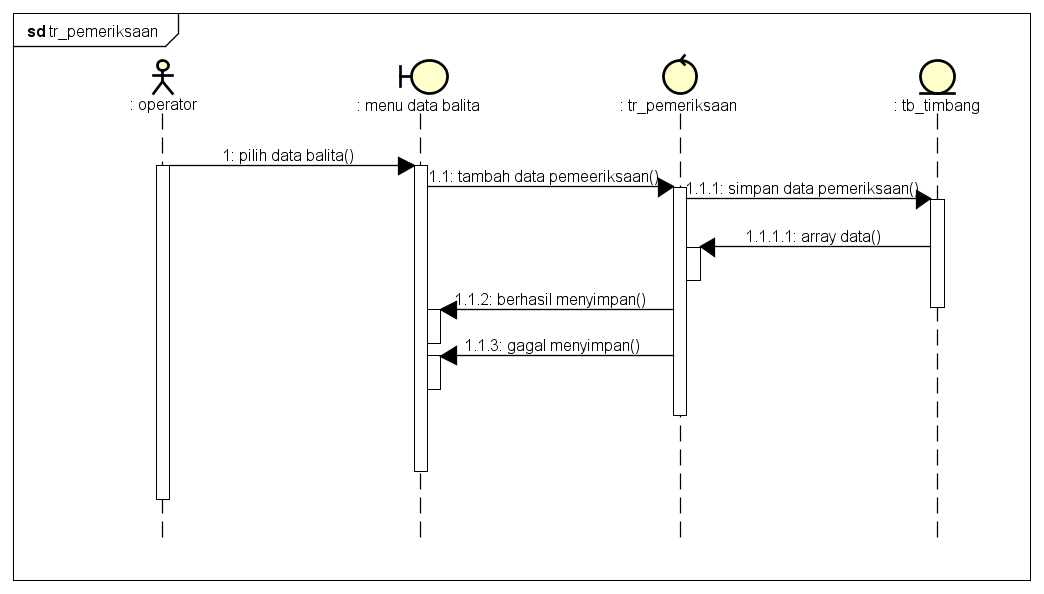 sd tr_pemeriksaan
: operator
: menu data balita
: tr_pemeriksaan
: tb_timbang
1: pilih data balita()
1.1: tambah data pemeeriksaan()
1.1.1: simpan data pemeriksaan()
1.1.1.1: array data()
1.1.2: berhasil menyimpan()
1.1.3: gagal menyimpan()